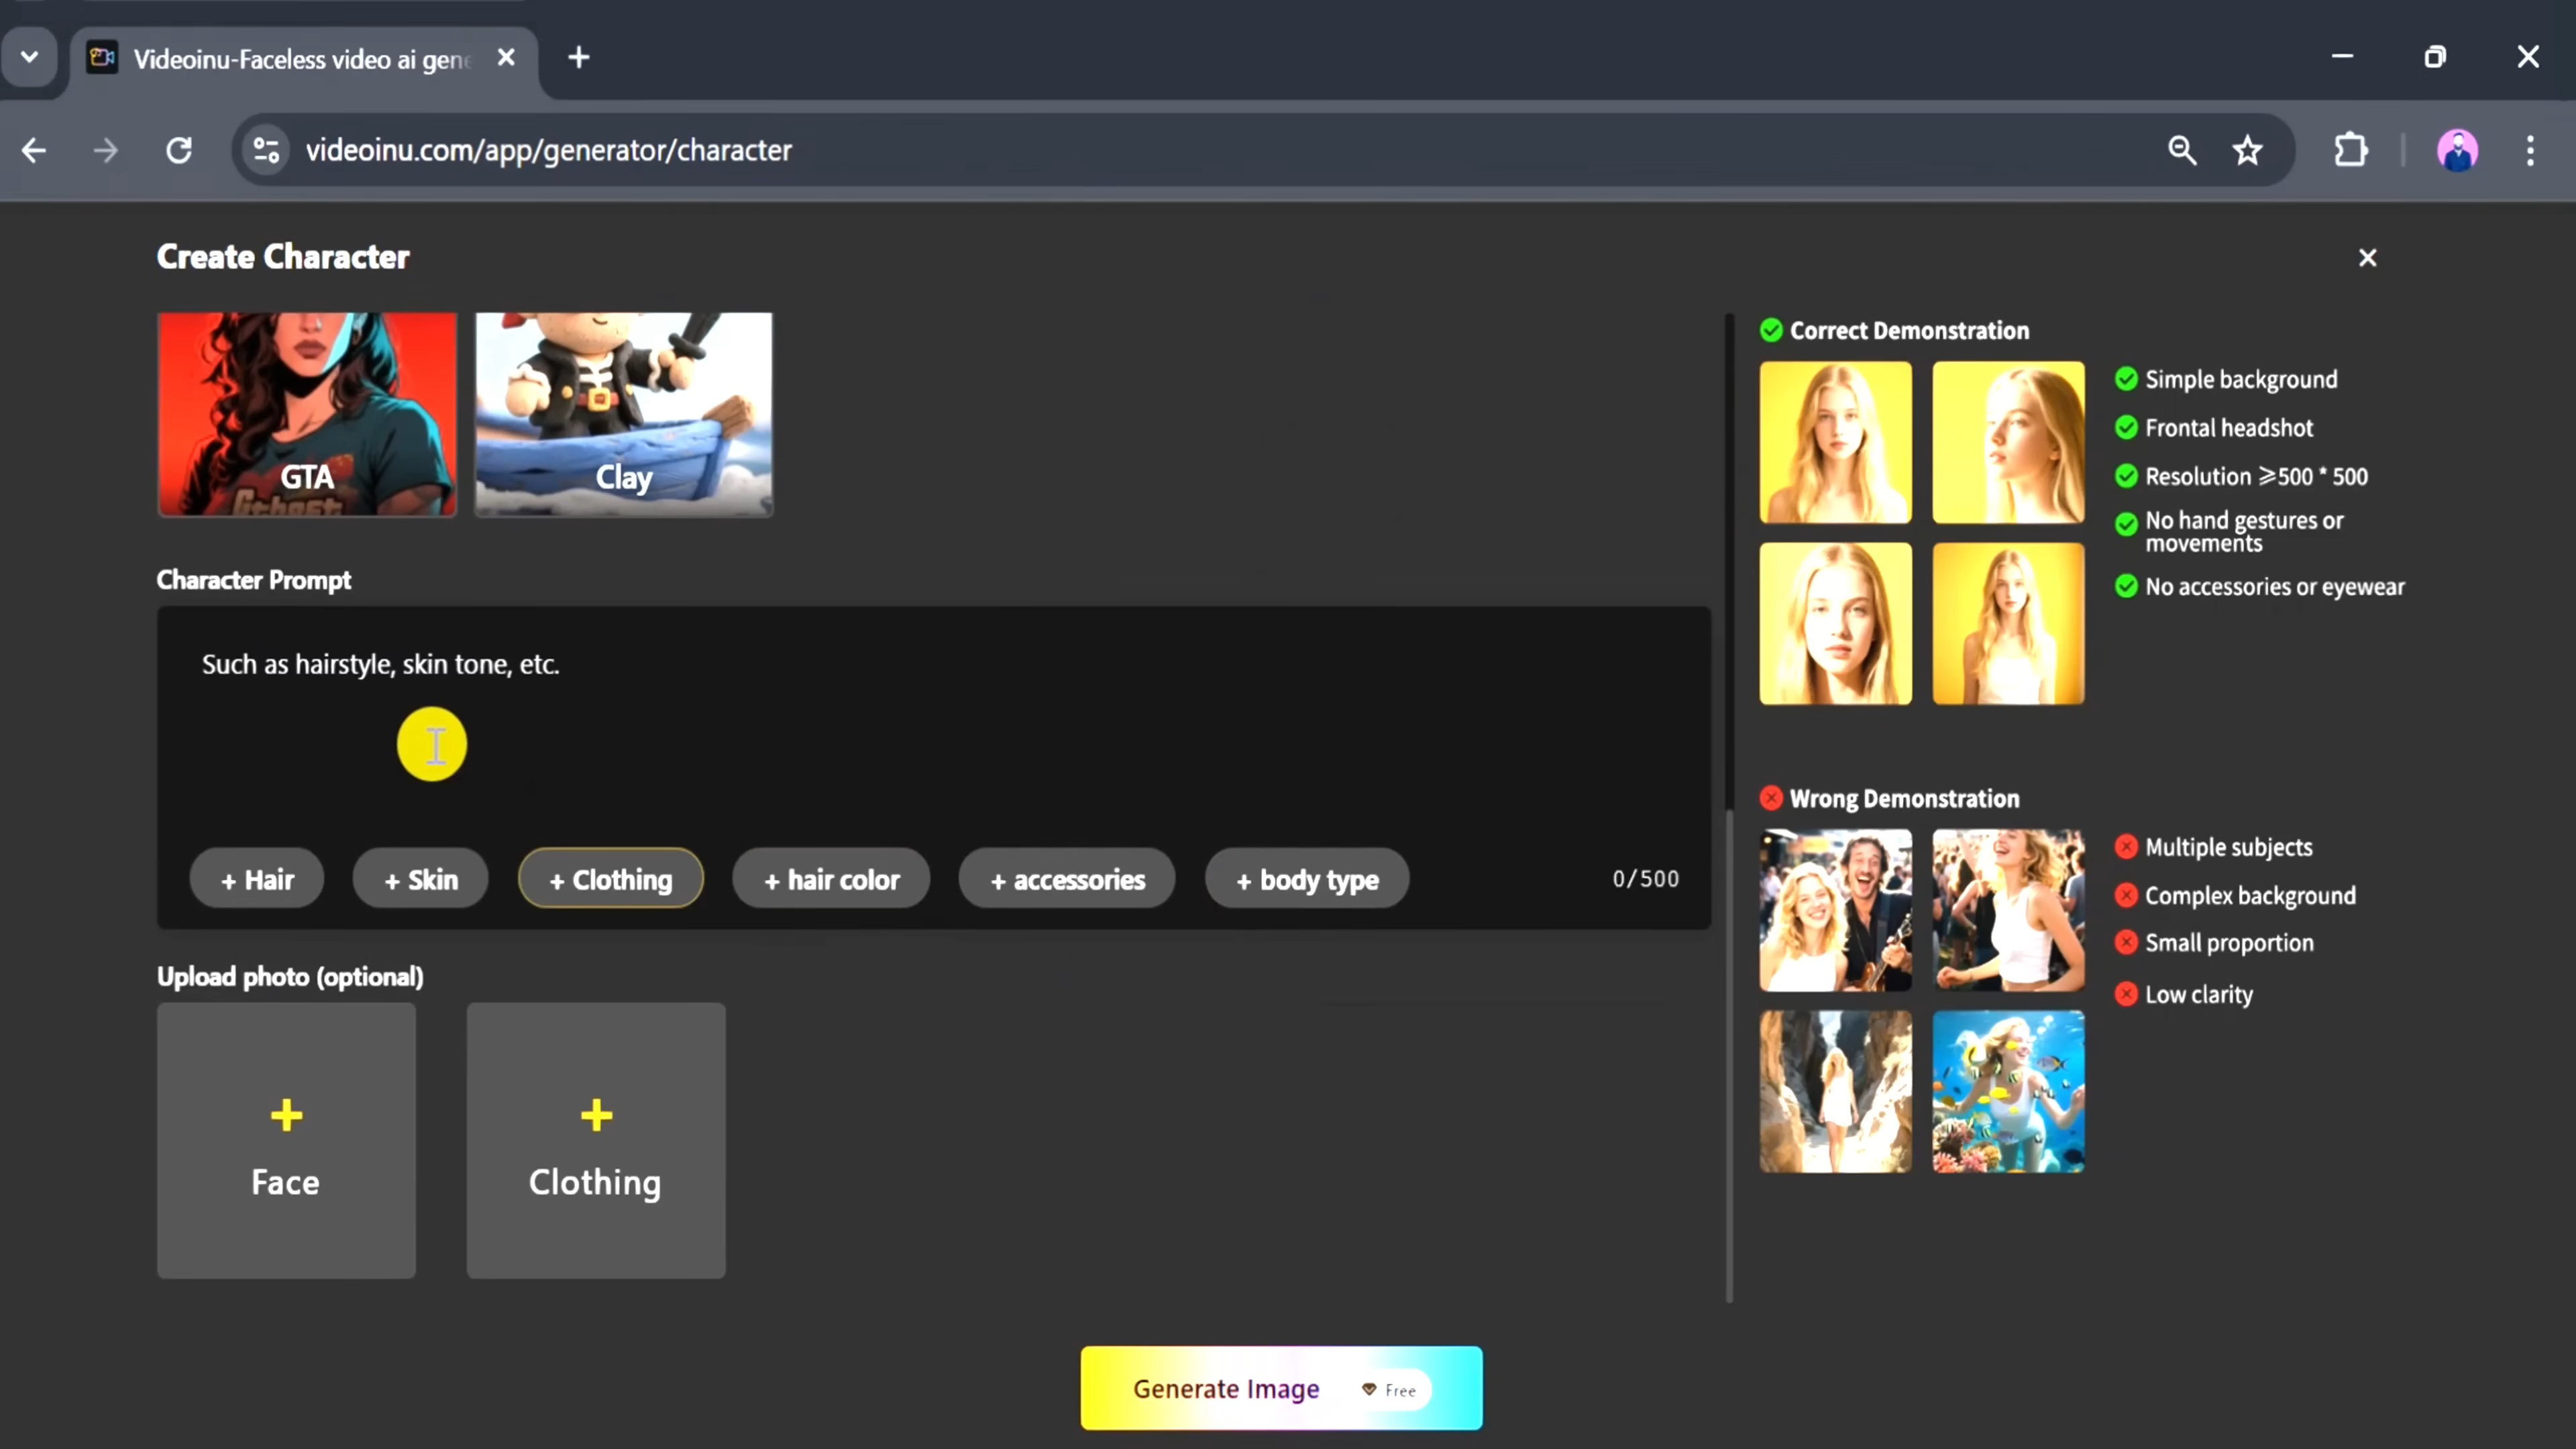 Videoinu-Faceless video ai gene
videoinu.com/app/generator/character
Create Character
GTA
Clay
Character Prompt
Such as hairstyle, skin tone, etc.
+ Hair
+ Skin
+ Clothing
+ hair color
+ accessories
+ body type
0/500
Upload photo (optional)
+
Face
+
Clothing
Generate Image
Free
Correct Demonstration
Simple background
Frontal headshot
Resolution ⩾500 * 500
No hand gestures or
movements
No accessories or eyewear
Wrong Demonstration
Multiple subjects
Complex background
Small proportion
Low clarity